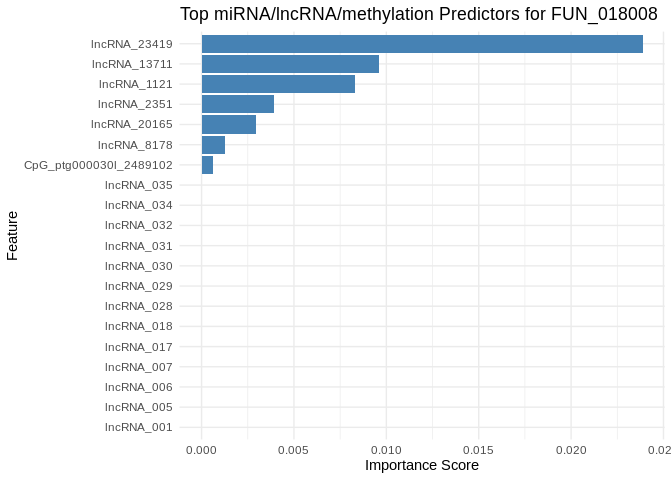 Top miRNA/lncRNA/methylation Predictors for FUN_018008
Feature
lncRNA_23419
lncRNA_13711
lncRNA_1121
lncRNA_2351
lncRNA_20165
lncRNA_8178
CpG_ptg000030l_2489102
lncRNA_035
lncRNA_034
lncRNA_032
lncRNA_031
lncRNA_030
lncRNA_029
lncRNA_028
lncRNA_018
lncRNA_017
lncRNA_007
lncRNA_006
lncRNA_005
lncRNA_001
0.000 0.005 0.010 0.015 0.020 0.02
Importance Score